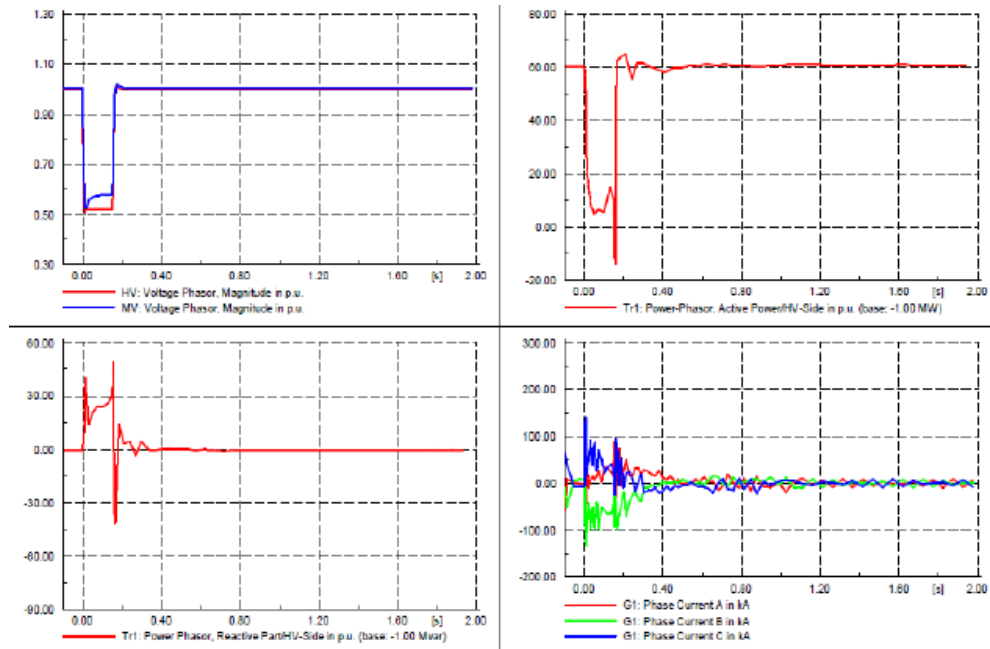 1.30
1.10
0.90
0.70
0.50
0.30
0.00 0.40 0.80 1.20 1.60 [s] 2.00
HV: Voltage Phasor, Magnitude in p.u.
MV: Voltage Phasor, Magnitude in p.u.
80.00
60.00
40.00
20.00
0.00
-20.00
0.00 0.40 0.80 1.20 1.60 [s] 2.00
Tr1: Power-Phasor, Active Power/HV-Side in p.u. (base: -1.00 MW)
60.00
30.00
0.00
-30.00
-60.00
-90.00
0.00 0.40 0.80 1.20 1.60 [s] 2.00
Tr1: Power Phasor, Reactive Part/HV-Side in p.u. (base: -1.00 Mvar)
300.00
200.00
100.00
0.00
-100.00
-200.00
0.00 0.40 0.80 1.20 1.60 [s] 2.00
G1: Phase Current A in kA
G1: Phase Current B in kA
G1: Phase Current C in kA